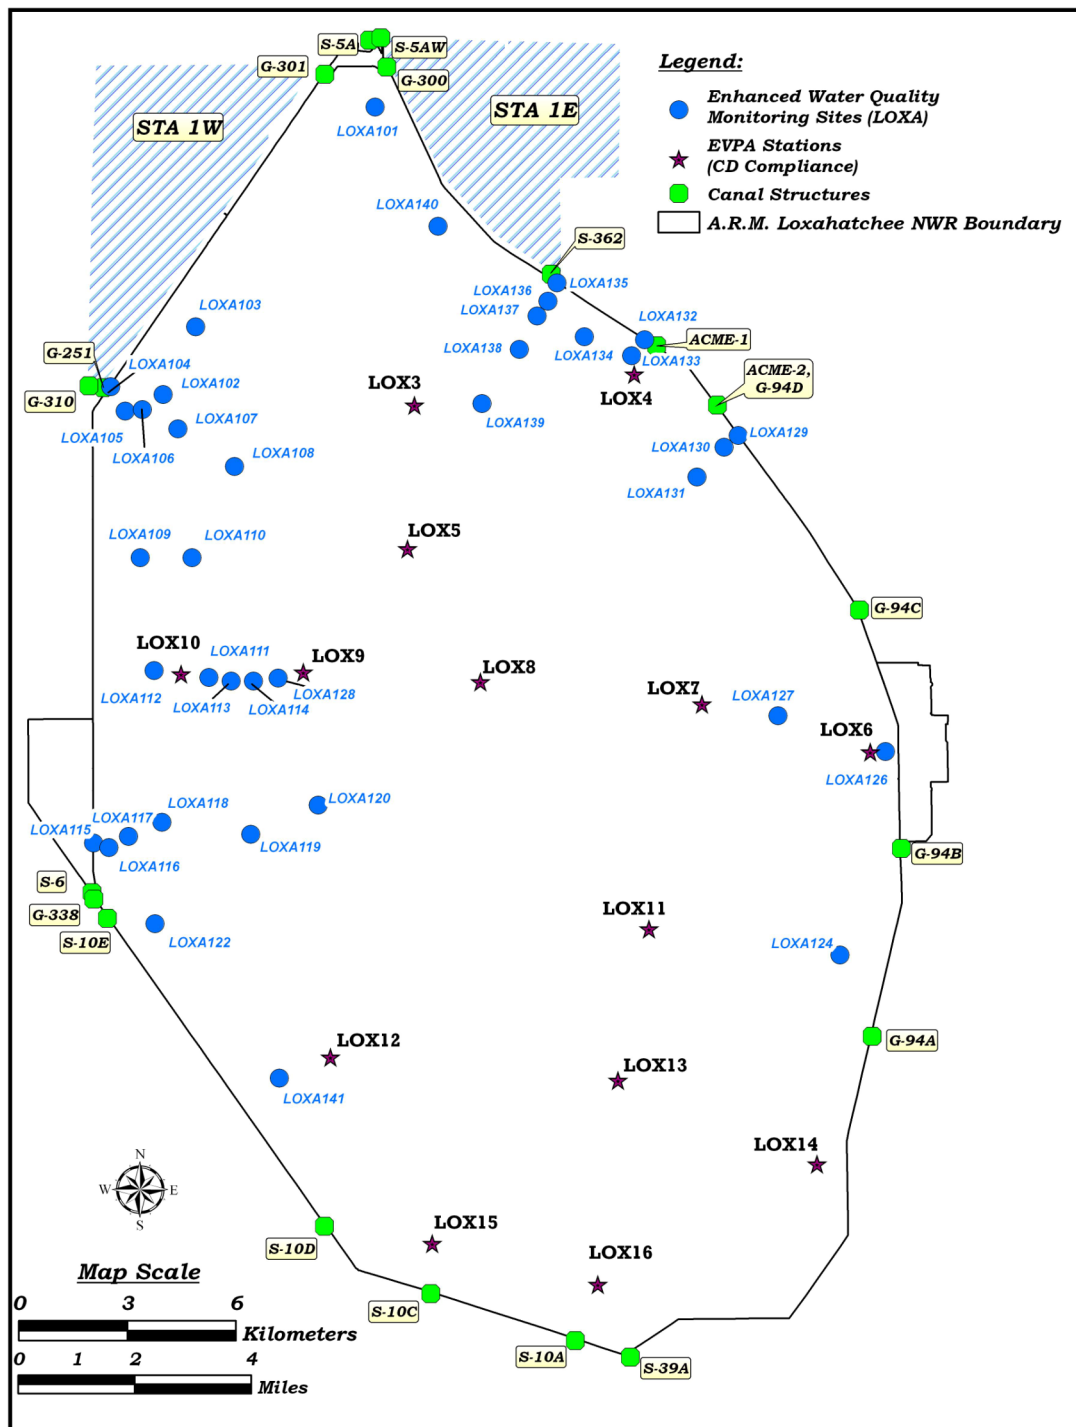 S-5A
S-5AW
G-301
G-300
Legend:
Enhanced Water Quality
Monitoring Sites (LOXA)
EVPA Stations
(CD Compliance)
Canal Structures
A.R.M. Loxahatchee NWR Boundary
STA 1W
STA 1E
LOXA101
LOXA140
S-362
LOXA135
LOXA136
LOXA137
LOXA103
LOXA132
ACME-1
G-251
LOXA104
LOXA138
LOXA134
LOXA133
ACME-2,
G-94D
G-310
LOXA102
LOX3
LOX4
LOXA105
LOXA107
LOXA139
LOXA129
LOXA130
LOXA106
LOXA108
LOXA131
LOXA109
LOXA110
LOX5
G-94C
LOX10
LOXA111
LOX9
LOX8
LOX7
LOXA112
LOXA128
LOXA127
LOXA113
LOXA114
LOX6
LOXA126
LOXA120
LOXA118
LOXA117
LOXA115
LOXA119
LOXA116
G-94B
S-6
G-338
LOX11
S-10E
LOXA122
LOXA124
LOX12
G-94A
LOX13
LOXA141
LOX14
N
W
E
S
LOX15
S-10D
LOX16
Map Scale
S-10C
0 3 6
Kilometers
S-10A
S-39A
0 1 2 4
Miles